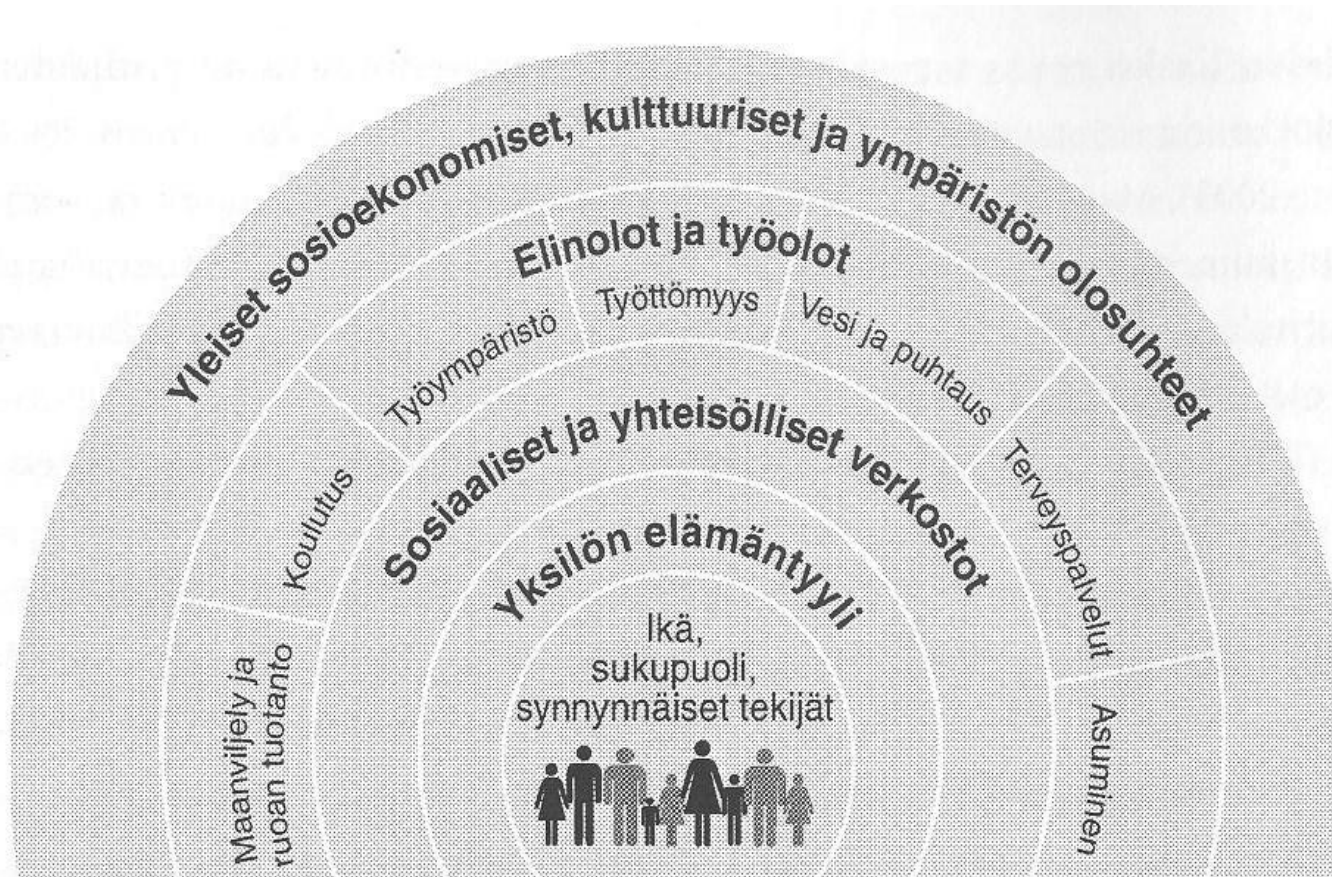 Yleiset sosioekonomiset, kulttuuriset ja ympäristön olosuhteet
Elinolot ja työolot
Maanviljely ja
ruoan tuotanto
Koulutus
Työympäristö
Työttömyys
Vesi ja puhtaus
Terveyspalvelut
Asuminen
Sosiaaliset ja yhteisölliset verkostot
Yksilön elämäntyyli
Ikä,
sukupuoli,
synnynnäiset tekijät